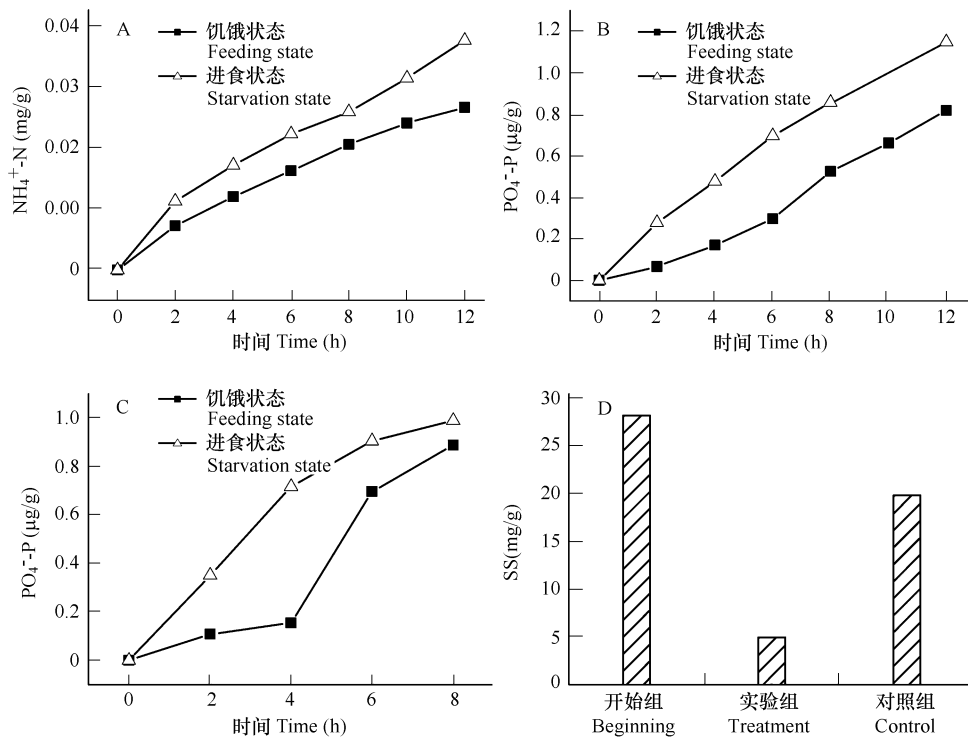 A
饥饿状态
Feeding state
进食状态
Starvation state
0.04
0.03
0.02
0.00
0
NH₄⁺-N (mg/g)
0 2 4 6 8 10 12
时间 Time (h)
B
饥饿状态
Feeding state
进食状态
Starvation state
1.2
1.0
0.8
0.6
0.4
0.2
0
PO₄⁻-P (μg/g)
0 2 4 6 8 10 12
时间 Time (h)
C
饥饿状态
Feeding state
进食状态
Starvation state
1.0
0.8
0.6
0.4
0.2
0
PO₄⁻-P (μg/g)
0 2 4 6 8
时间 Time (h)
D
30
25
20
15
10
5
0
SS(mg/g)
开始组 实验组 对照组
Beginning Treatment Control